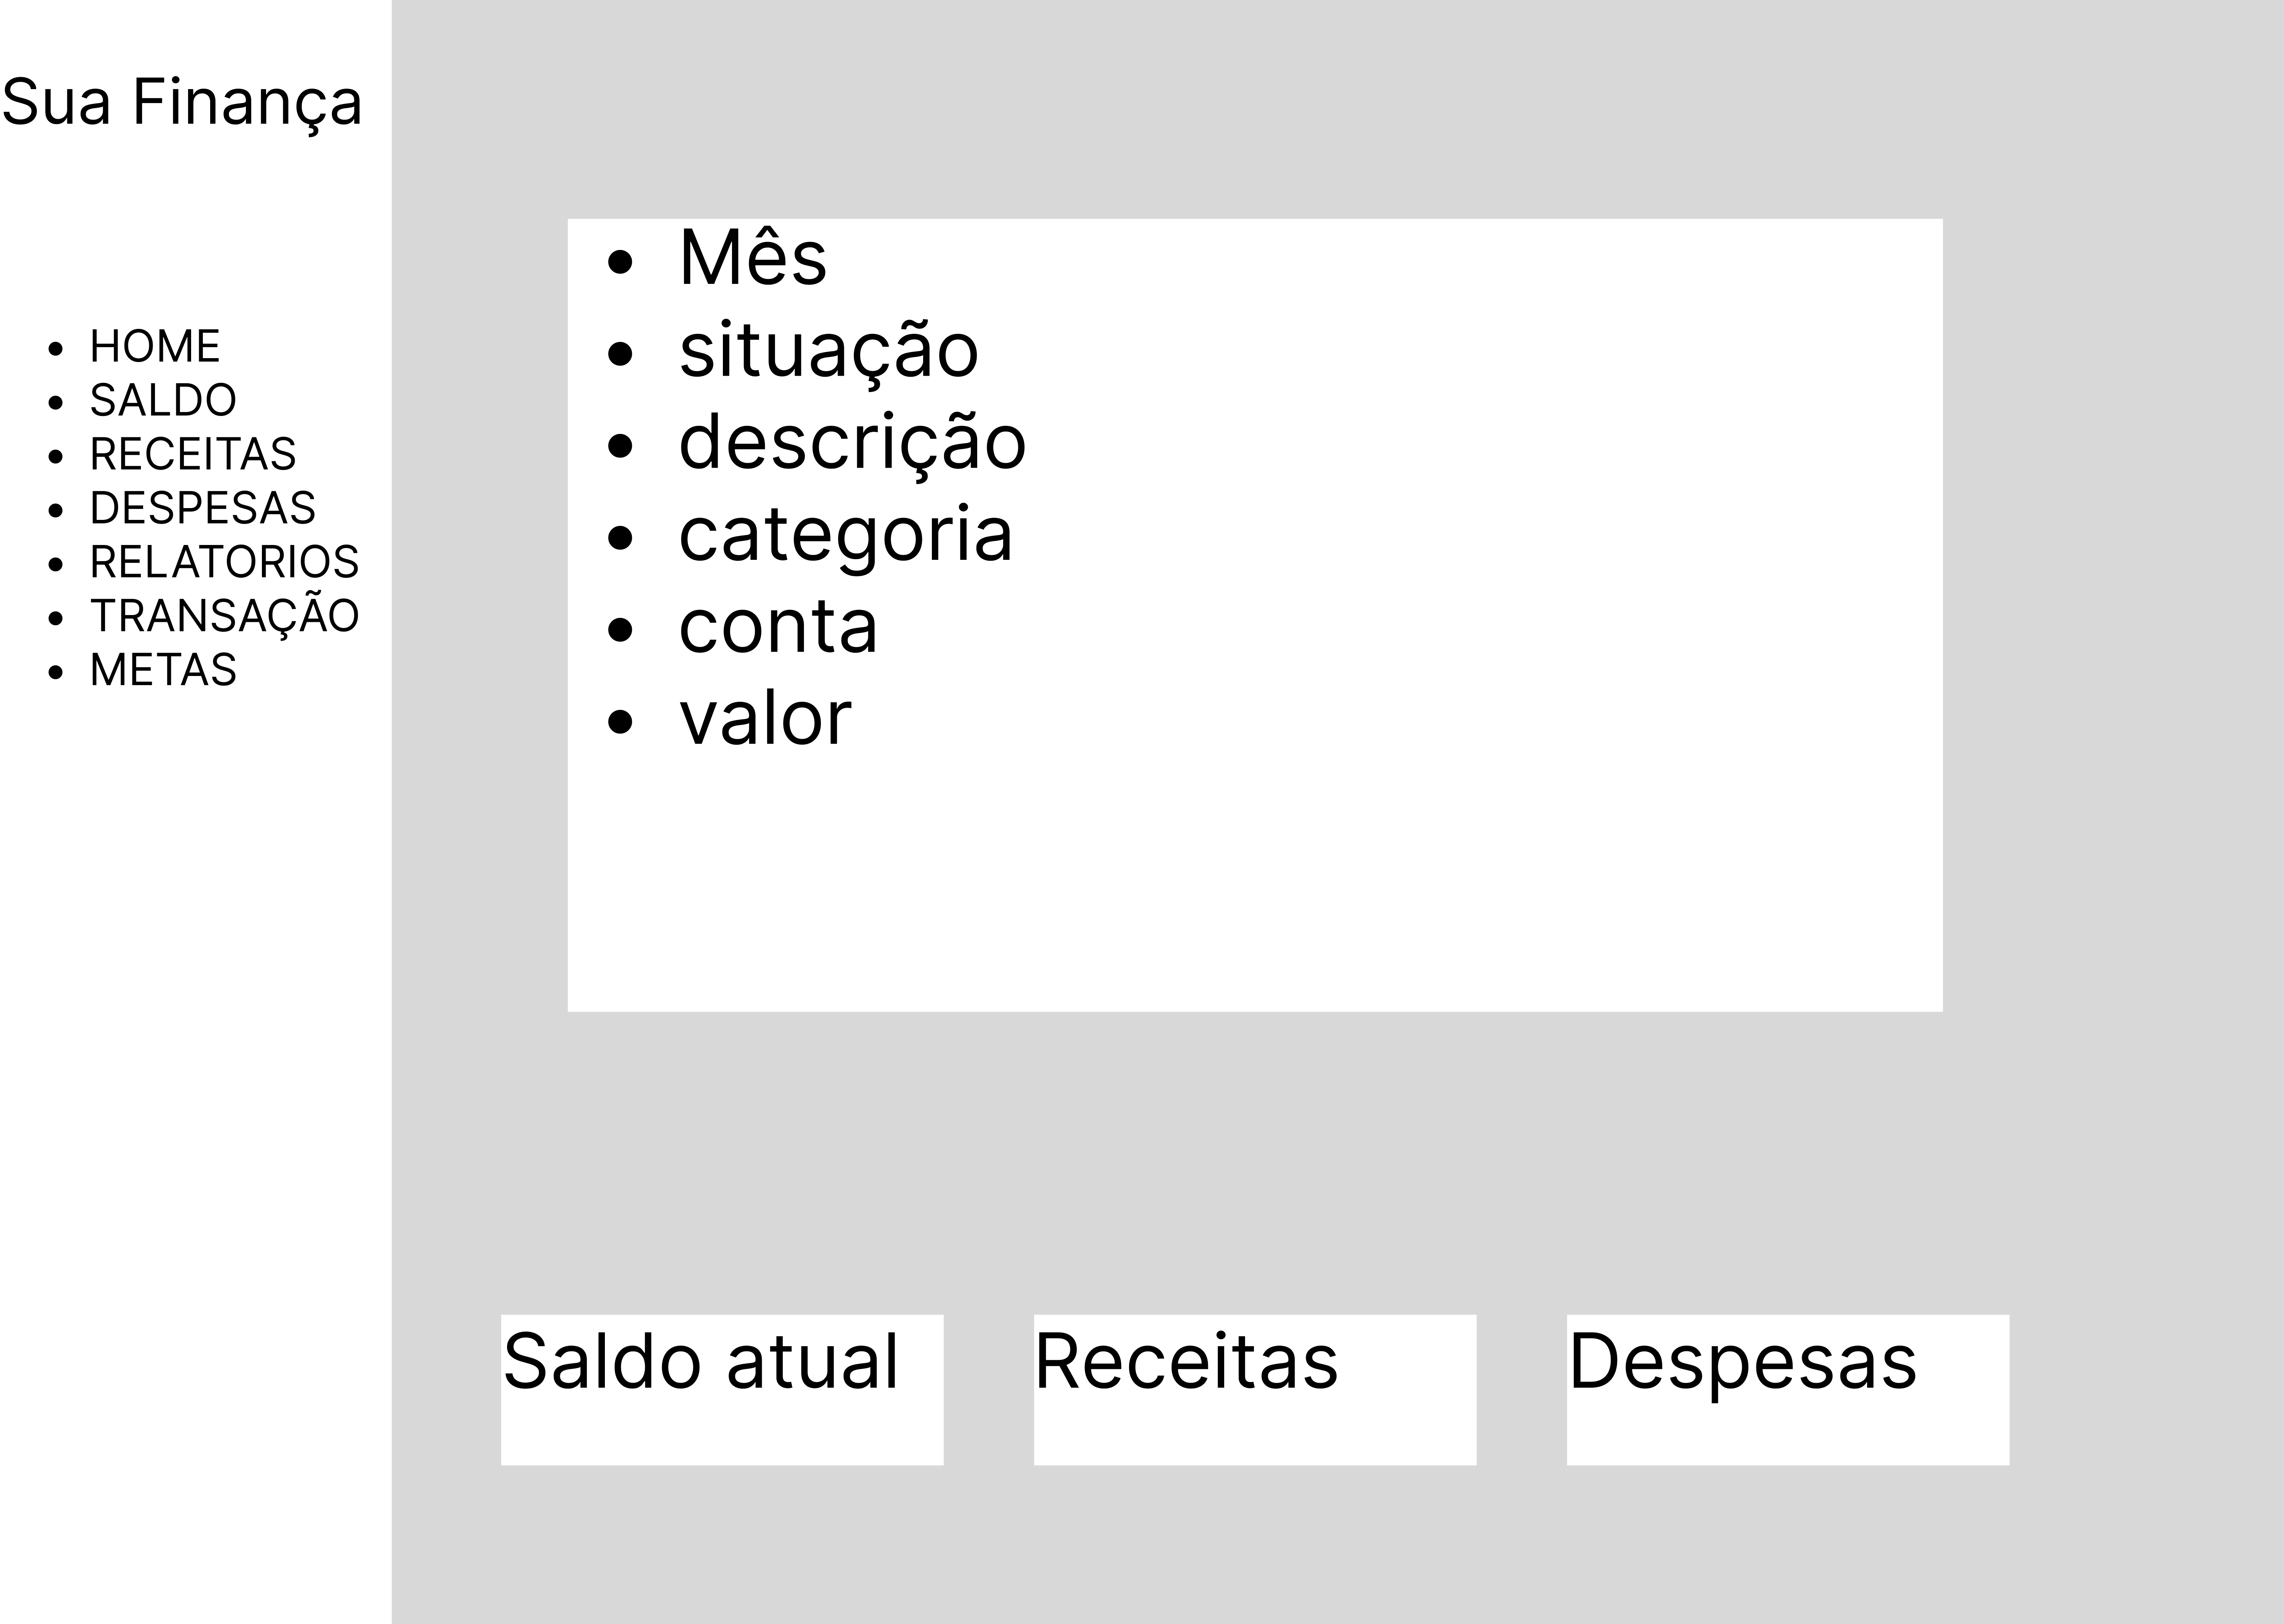 Sua Finança
HOME
SALDO
RECEITAS
DESPESAS
RELATORIOS
TRANSAÇÃO
METAS
Mês
situação
descrição
categoria
conta
valor
Saldo atual
Receitas
Despesas